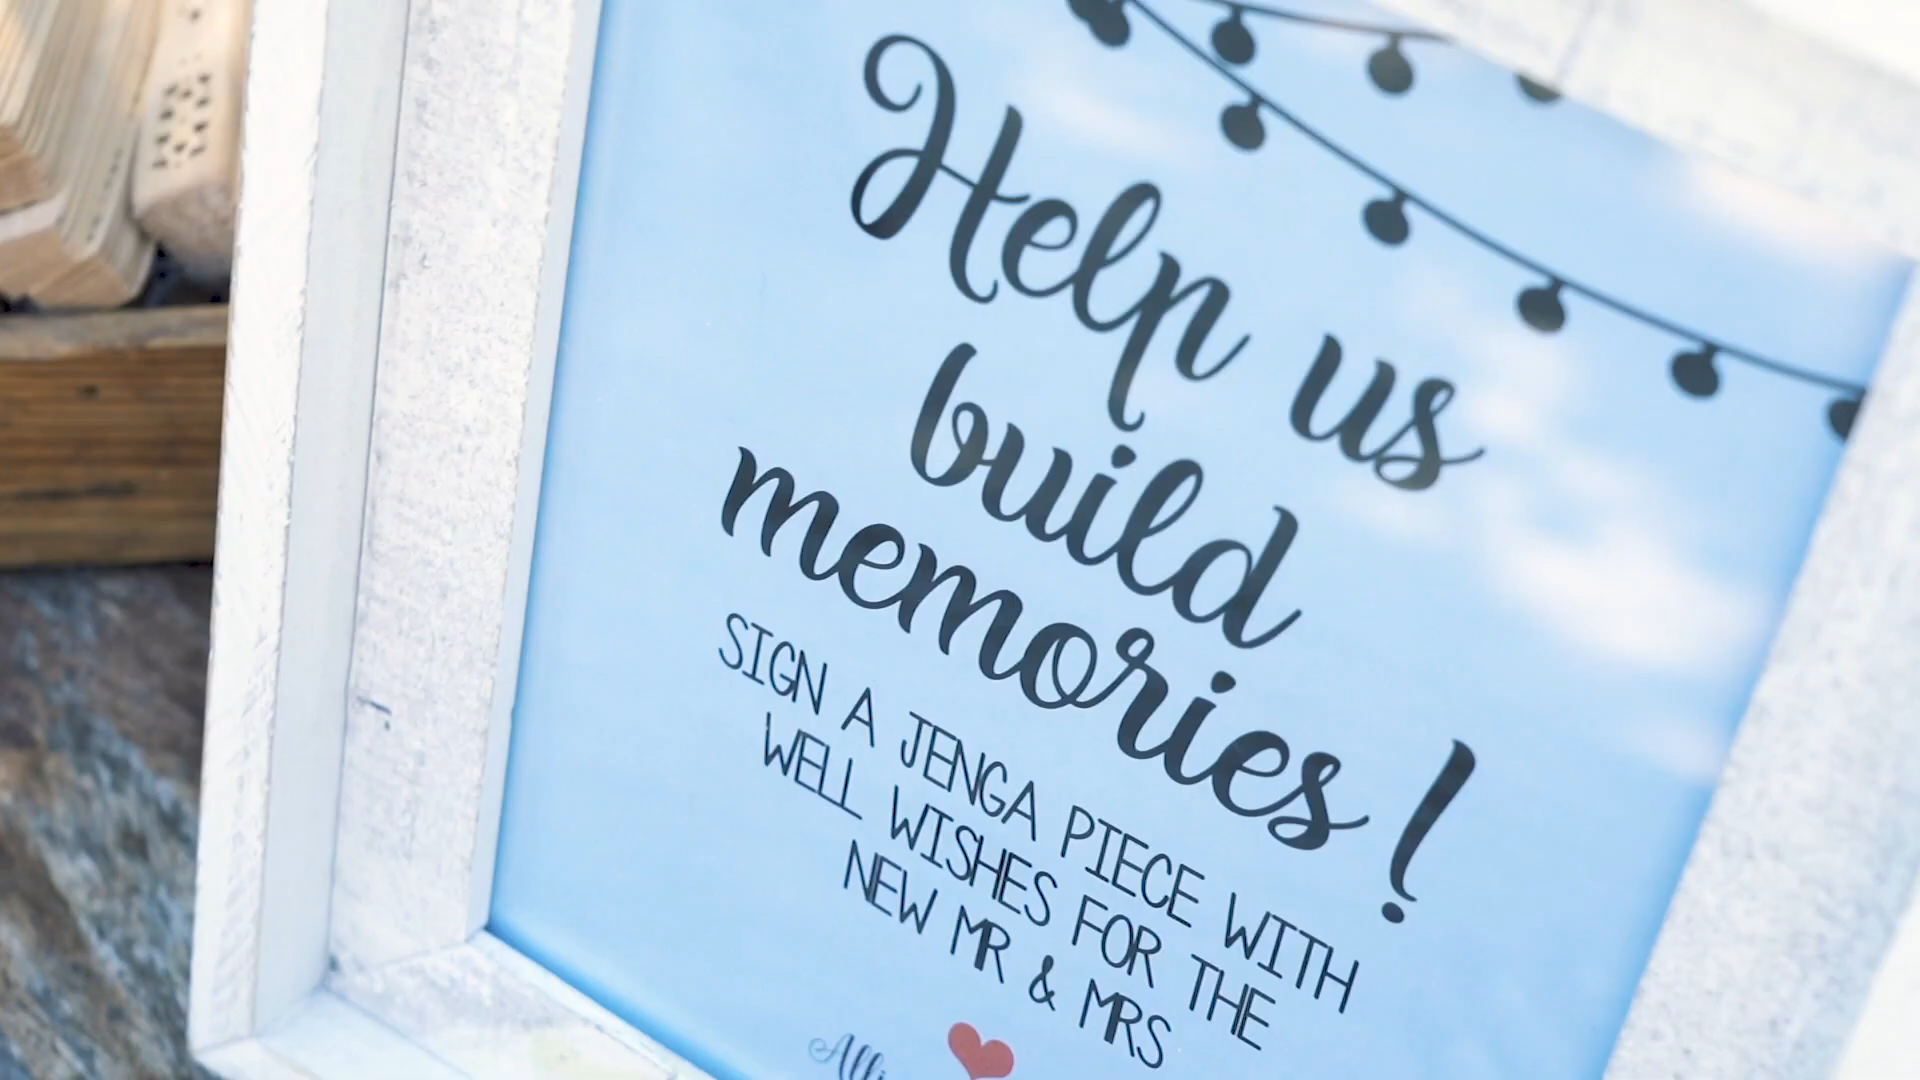 Help us
build
memories!
SIGN A JENGA PIECE WITH
WELL WISHES FOR THE
NEW MR & MRS